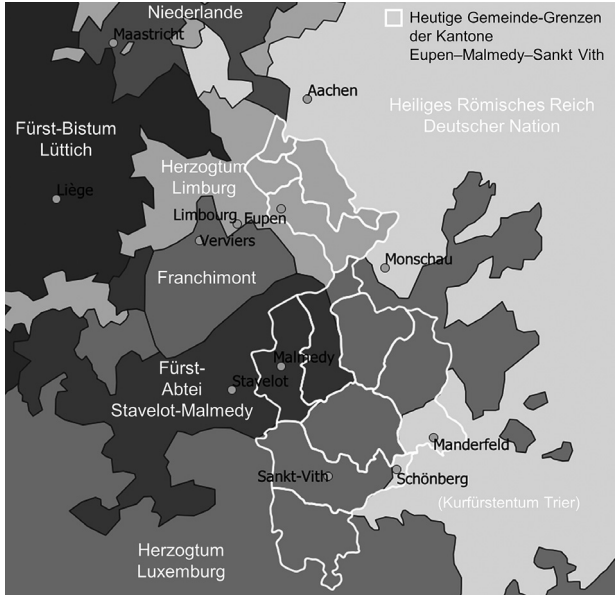 Niederlande
Maastricht
Heutige Gemeinde-Grenzen
der Kantone
Eupen–Malmedy–Sankt Vith
Aachen
Heiliges Römisches Reich
Deutscher Nation
Fürst-Bistum
Lüttich
Herzogtum
Limburg
Liège
Limbourg
Eupen
Verviers
Monschau
Franchimont
Malmedy
Fürst-
Abtei
Stavelot-Malmedy
Stavelot
Manderfeld
Sankt-Vith
Schönberg
(Kurfürstentum Trier)
Herzogtum
Luxemburg